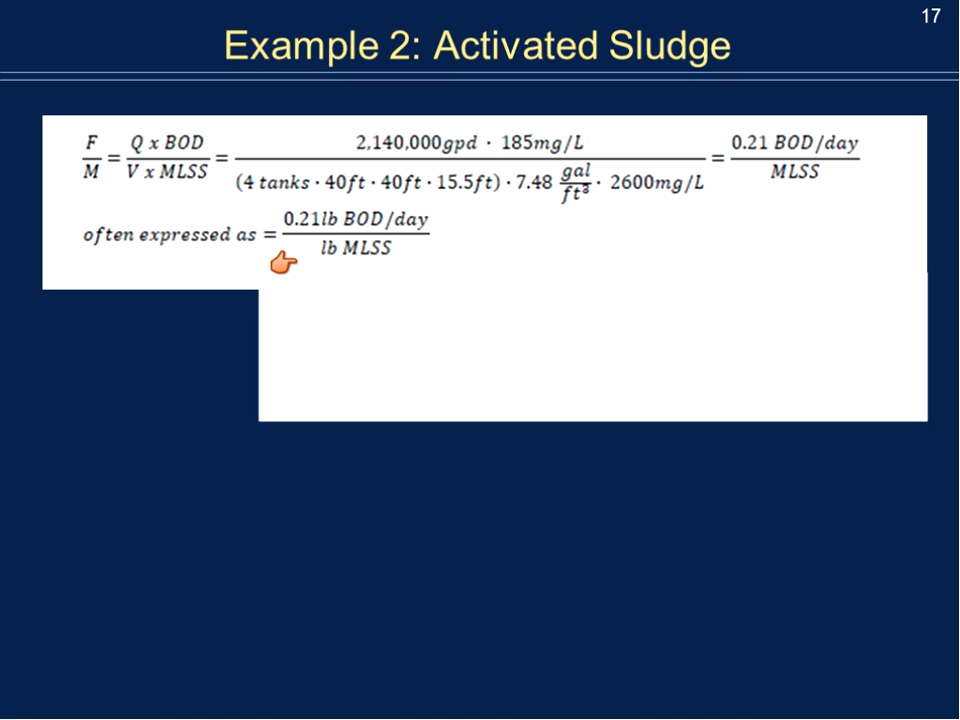 17
Example 2: Activated Sludge
F/M = Q x BOD / V x MLSS = 2,140,000gpd · 185mg/L / (4 tanks · 40ft · 40ft · 15.5ft) · 7.48 gal/ft³ · 2600mg/L = 0.21 BOD/day / MLSS
often expressed as = 0.21lb BOD/day / lb MLSS